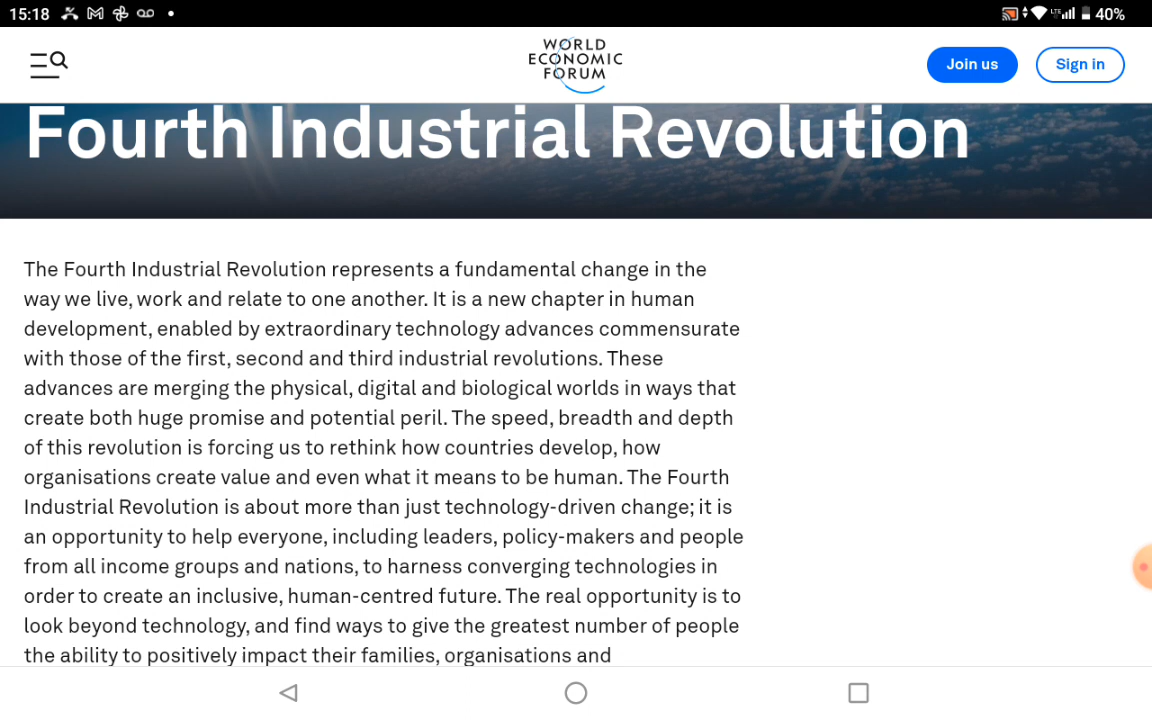 15:18
LTE 40%
WORLD
ECONOMIC
FORUM
Join us
Sign in
Fourth Industrial Revolution
The Fourth Industrial Revolution represents a fundamental change in the
way we live, work and relate to one another. It is a new chapter in human
development, enabled by extraordinary technology advances commensurate
with those of the first, second and third industrial revolutions. These
advances are merging the physical, digital and biological worlds in ways that
create both huge promise and potential peril. The speed, breadth and depth
of this revolution is forcing us to rethink how countries develop, how
organisations create value and even what it means to be human. The Fourth
Industrial Revolution is about more than just technology-driven change; it is
an opportunity to help everyone, including leaders, policy-makers and people
from all income groups and nations, to harness converging technologies in
order to create an inclusive, human-centred future. The real opportunity is to
look beyond technology, and find ways to give the greatest number of people
the ability to positively impact their families, organisations and